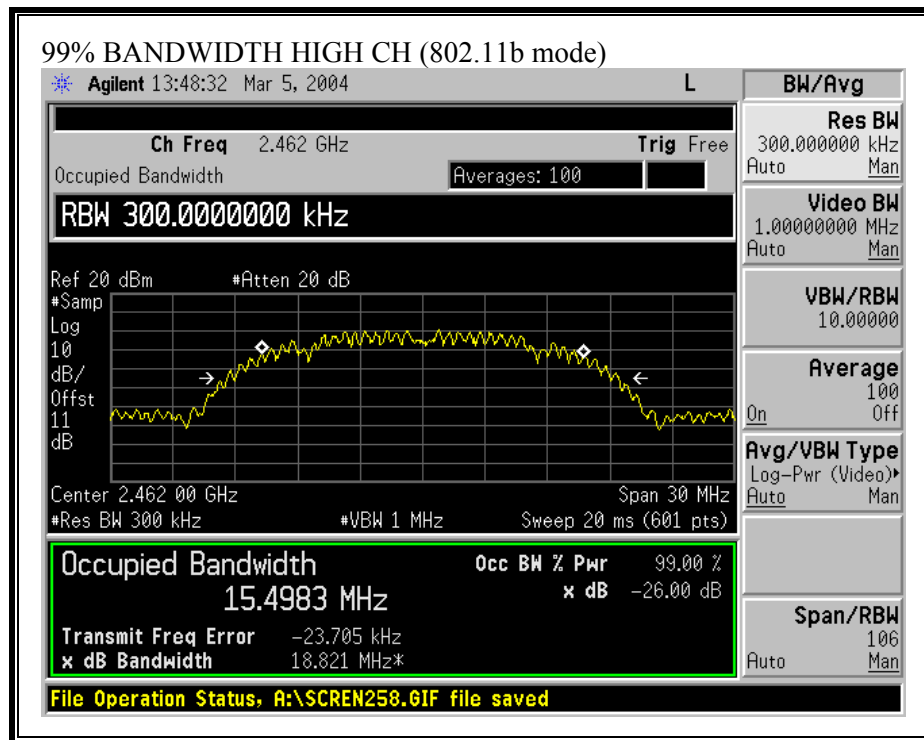 99% BANDWIDTH HIGH CH (802.11b mode)
Agilent 13:48:32 Mar 5, 2004 L
Ch Freq 2.462 GHz Trig Free
Occupied Bandwidth Averages: 100
RBW 300.0000000 kHz
Ref 20 dBm #Atten 20 dB
#Samp
Log
10
dB/
Offst
11
dB
Center 2.462 00 GHz Span 30 MHz
#Res BW 300 kHz #VBW 1 MHz Sweep 20 ms (601 pts)
Occupied Bandwidth Occ BW % Pwr 99.00 %
15.4983 MHz x dB -26.00 dB
Transmit Freq Error -23.705 kHz
x dB Bandwidth 18.821 MHz*
File Operation Status, A:\SCREN258.GIF file saved
BW/Avg
Res BW
300.000000 kHz
Auto Man
Video BW
1.00000000 MHz
Auto Man
VBW/RBW
10.00000
Average
100
On Off
Avg/VBW Type
Log-Pwr (Video)▸
Auto Man
Span/RBW
106
Auto Man